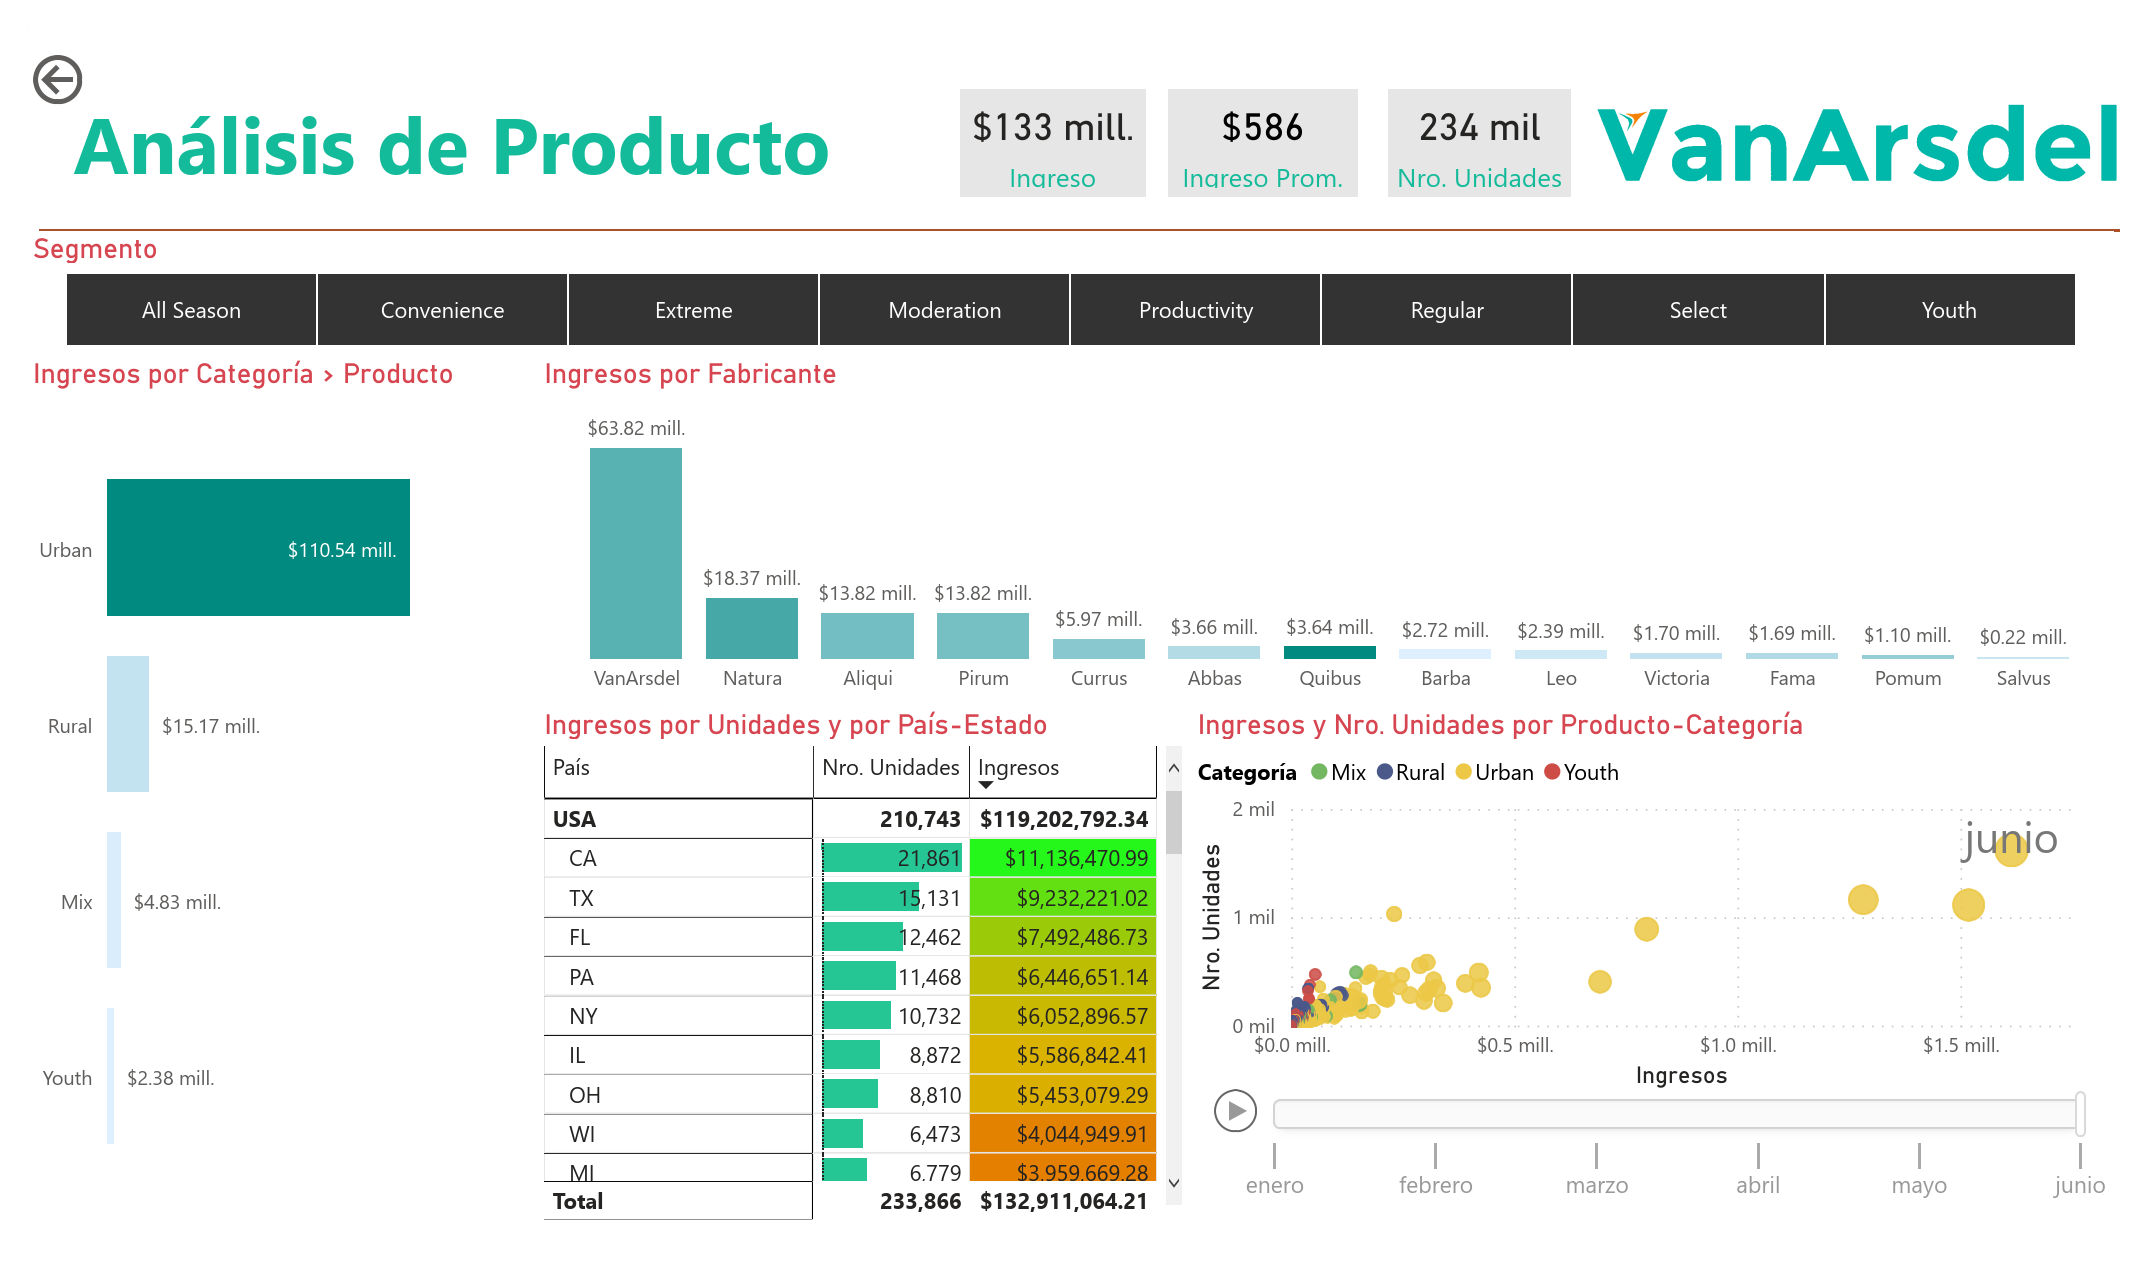 Análisis de Producto
$133 mill.
Ingreso
$586
Ingreso Prom.
234 mil
Nro. Unidades
VanArsdel
Segmento
All Season
Convenience
Extreme
Moderation
Productivity
Regular
Select
Youth
Ingresos por Categoría > Producto
Urban $110.54 mill.
Rural $15.17 mill.
Mix $4.83 mill.
Youth $2.38 mill.
Ingresos por Fabricante
$63.82 mill.
$18.37 mill.
$13.82 mill.
$13.82 mill.
$5.97 mill.
$3.66 mill.
$3.64 mill.
$2.72 mill.
$2.39 mill.
$1.70 mill.
$1.69 mill.
$1.10 mill.
$0.22 mill.
VanArsdel
Natura
Aliqui
Pirum
Currus
Abbas
Quibus
Barba
Leo
Victoria
Fama
Pomum
Salvus
Ingresos por Unidades y por País-Estado
País Nro. Unidades Ingresos
USA 210,743 $119,202,792.34
CA 21,861 $11,136,470.99
TX 15,131 $9,232,221.02
FL 12,462 $7,492,486.73
PA 11,468 $6,446,651.14
NY 10,732 $6,052,896.57
IL 8,872 $5,586,842.41
OH 8,810 $5,453,079.29
WI 6,473 $4,044,949.91
MI 6,779 $3,959,669.28
Total 233,866 $132,911,064.21
Ingresos y Nro. Unidades por Producto-Categoría
Categoría Mix Rural Urban Youth
2 mil
1 mil
0 mil
Nro. Unidades
junio
$0.0 mill.
$0.5 mill.
$1.0 mill.
$1.5 mill.
Ingresos
enero
febrero
marzo
abril
mayo
junio